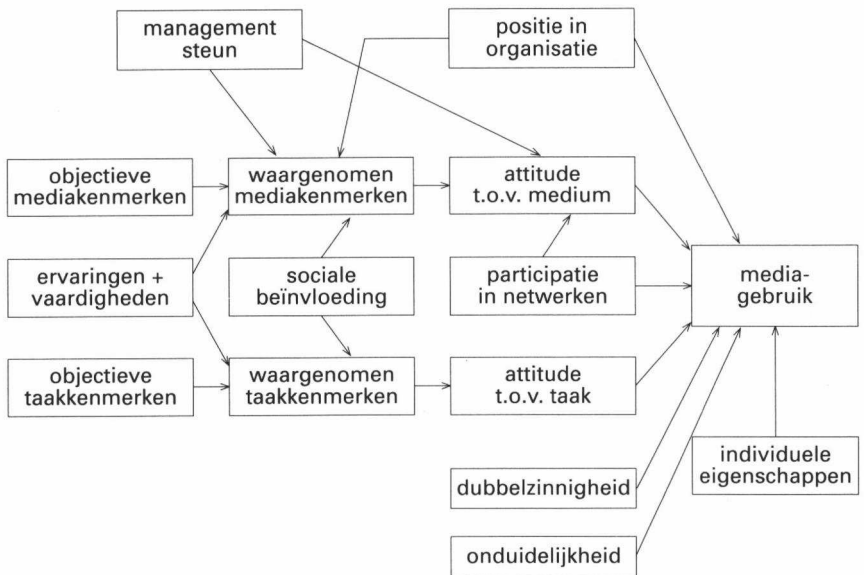 management
steun
positie in
organisatie
objectieve
mediakenmerken
waargenomen
mediakenmerken
attitude
t.o.v. medium
ervaringen +
vaardigheden
sociale
beïnvloeding
participatie
in netwerken
media-
gebruik
objectieve
taakkenmerken
waargenomen
taakkenmerken
attitude
t.o.v. taak
individuele
eigenschappen
dubbelzinnigheid
onduidelijkheid